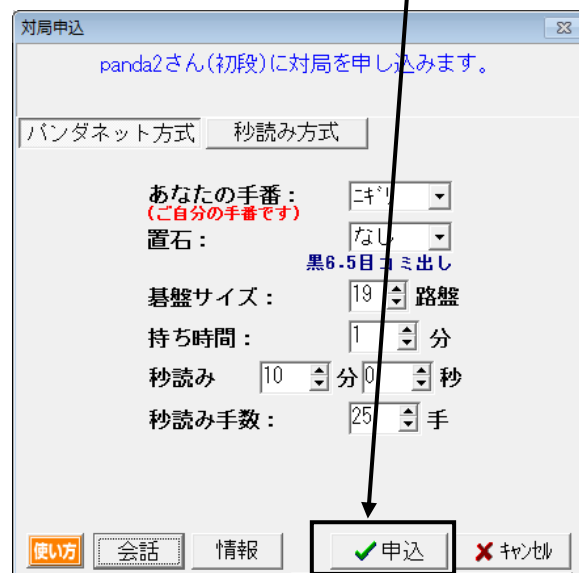 対局申込
panda2さん(初段)に対局を申し込みます。
パンダネット方式 秒読み方式
あなたの手番： ﾆｷﾞﾘ
(ご自分の手番です)
置石： なし
黒6.5目コミ出し
碁盤サイズ： 19 路盤
持ち時間： 1 分
秒読み 10 分 0 秒
秒読み手数： 25 手
使い方 会話 情報 申込 ｷｬﾝｾﾙ